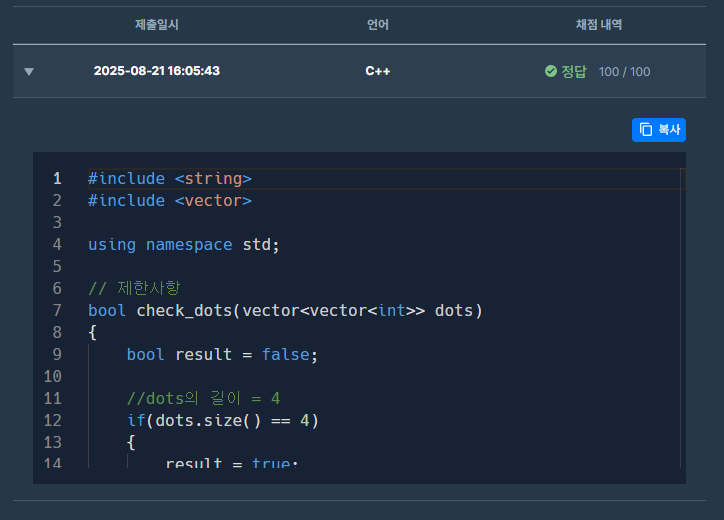 제출일시 언어 채점 내역
2025-08-21 16:05:43 C++ 정답 100 / 100
복사
1 #include <string>
2 #include <vector>
3
4 using namespace std;
5
6 // 제한사항
7 bool check_dots(vector<vector<int>> dots)
8 {
9 bool result = false;
10
11 //dots의 길이 = 4
12 if(dots.size() == 4)
13 {
14 result = true;